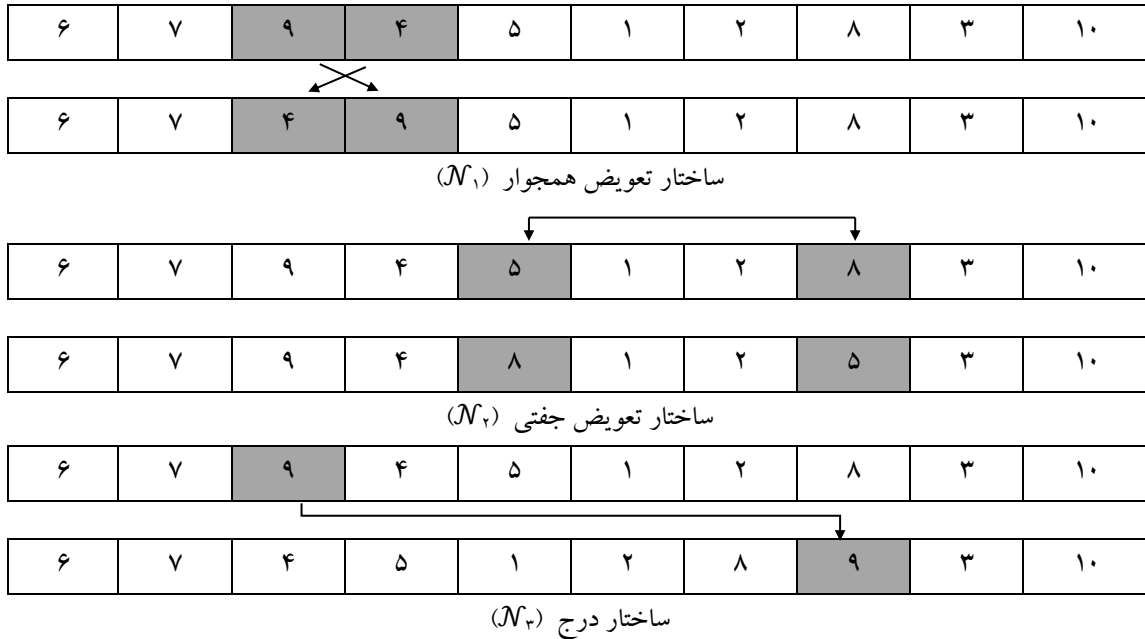 ۶ ۷ ۹ ۴ ۵ ۱ ۲ ۸ ۳ ۱۰
۶ ۷ ۴ ۹ ۵ ۱ ۲ ۸ ۳ ۱۰
ساختار تعویض همجوار (𝒩۱)
۶ ۷ ۹ ۴ ۵ ۱ ۲ ۸ ۳ ۱۰
۶ ۷ ۹ ۴ ۸ ۱ ۲ ۵ ۳ ۱۰
ساختار تعویض جفتی (𝒩۲)
۶ ۷ ۹ ۴ ۵ ۱ ۲ ۸ ۳ ۱۰
۶ ۷ ۴ ۵ ۱ ۲ ۸ ۹ ۳ ۱۰
ساختار درج (𝒩۳)